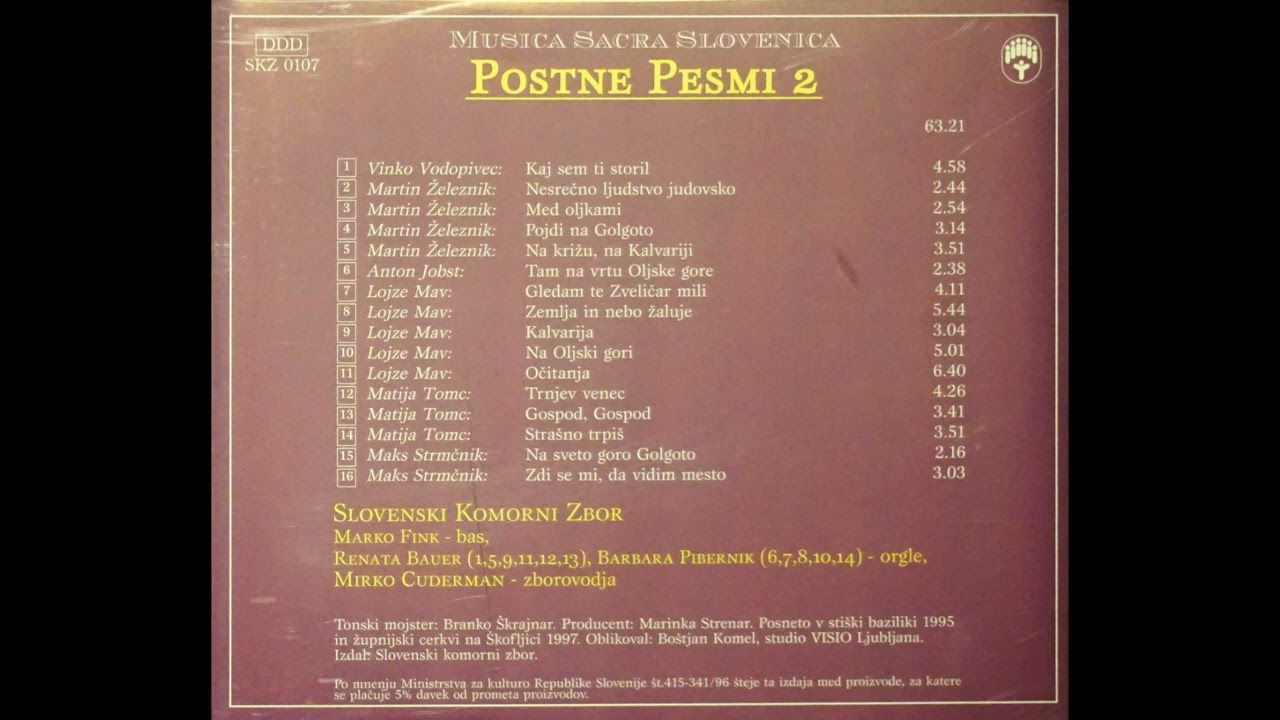 DDD
SKZ 0107
MUSICA SACRA SLOVENICA
POSTNE PESMI 2
63.21
1 Vinko Vodopivec: Kaj sem ti storil 4.58
2 Martin Železnik: Nesrečno ljudstvo judovsko 2.44
3 Martin Železnik: Med oljkami 2.54
4 Martin Železnik: Pojdi na Golgoto 3.14
5 Martin Železnik: Na križu, na Kalvariji 3.51
6 Anton Jobst: Tam na vrtu Oljske gore 2.38
7 Lojze Mav: Gledam te Zveličar mili 4.11
8 Lojze Mav: Zemlja in nebo žaluje 5.44
9 Lojze Mav: Kalvarija 3.04
10 Lojze Mav: Na Oljski gori 5.01
11 Lojze Mav: Očitanja 6.40
12 Matija Tomc: Trnjev venec 4.26
13 Matija Tomc: Gospod, Gospod 3.41
14 Matija Tomc: Strašno trpiš 3.51
15 Maks Strmčnik: Na sveto goro Golgoto 2.16
16 Maks Strmčnik: Zdi se mi, da vidim mesto 3.03
SLOVENSKI KOMORNI ZBOR
MARKO FINK - bas,
RENATA BAUER (1,5,9,11,12,13), BARBARA PIBERNIK (6,7,8,10,14) - orgle,
MIRKO CUDERMAN - zborovodja
Tonski mojster: Branko Škrajnar. Producent: Marinka Strenar. Posneto v stiški baziliki 1995
in župnijski cerkvi na Škofljici 1997. Oblikoval: Boštjan Komel, studio VISIO Ljubljana.
Izdal: Slovenski komorni zbor.
Po mnenju Ministrstva za kulturo Republike Slovenije št.415-341/96 šteje ta izdaja med proizvode, za katere
se plačuje 5% davek od prometa proizvodov.